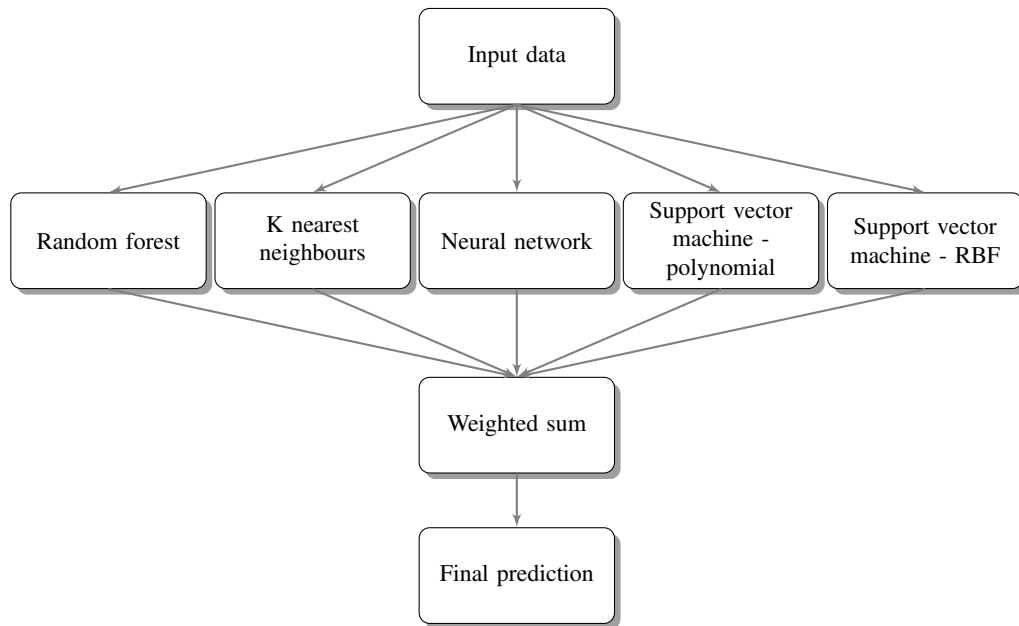 Input data
Random forest
K nearest
neighbours
Neural network
Support vector
machine -
polynomial
Support vector
machine - RBF
Weighted sum
Final prediction